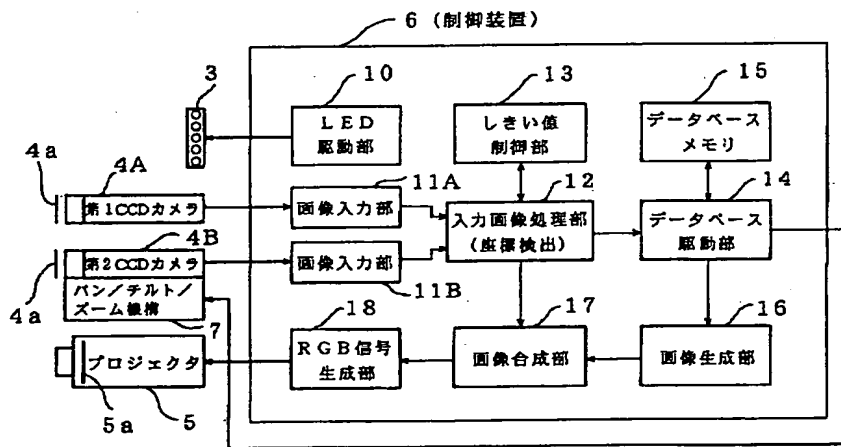 6 (制御装置)
3
10
13
15
LED
駆動部
しきい値
制御部
データベース
メモリ
4a
4A
11A
12
14
第1CCDカメラ
画像入力部
入力画像処理部
(座標検出)
データベース
駆動部
4B
第2CCDカメラ
画像入力部
4a
パン/チルト/
ズーム機構
11B
7
18
17
16
プロジェクタ
RGB信号
生成部
画像合成部
画像生成部
5a
5